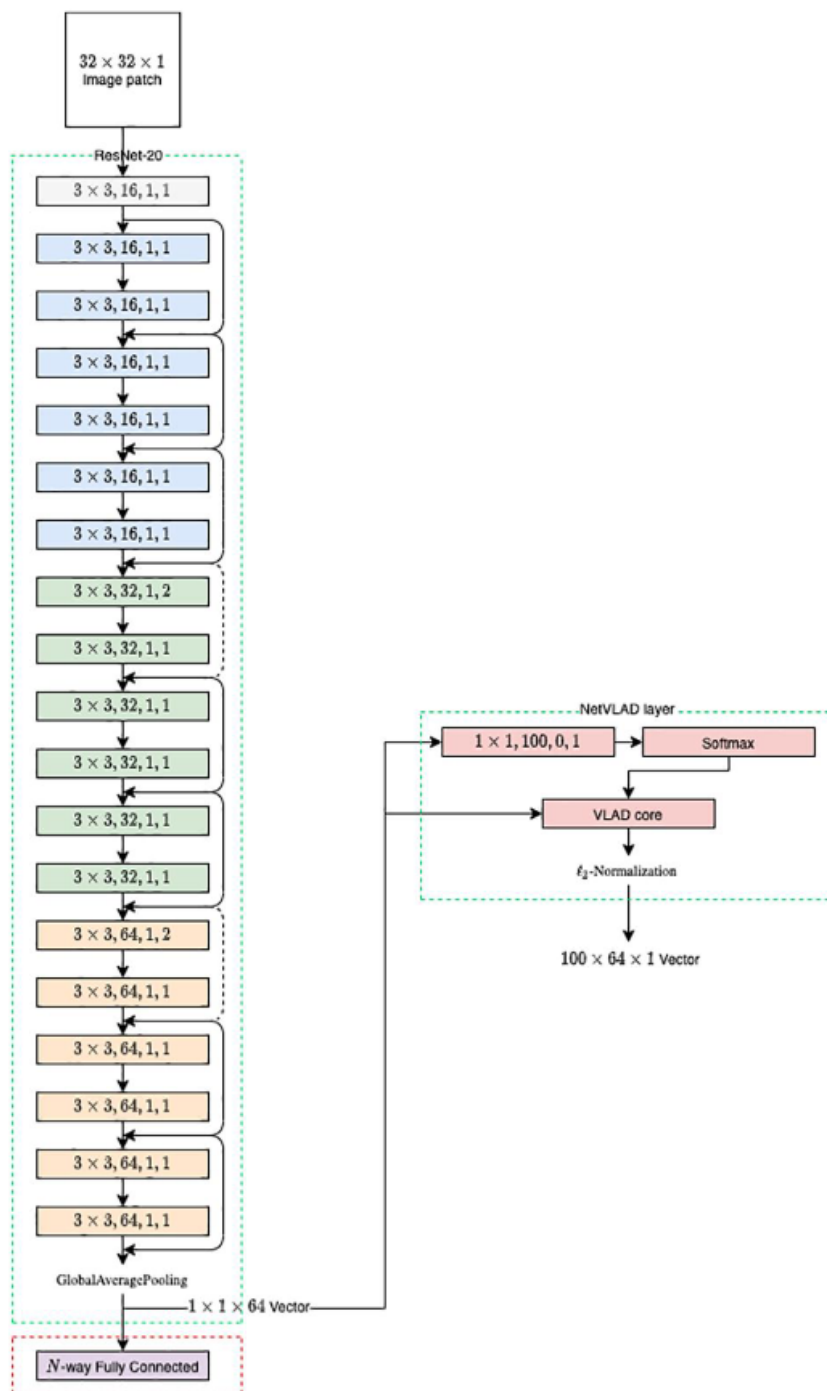 32 × 32 × 1
Image patch
ResNet-20
3 × 3, 16, 1, 1
3 × 3, 16, 1, 1
3 × 3, 16, 1, 1
3 × 3, 16, 1, 1
3 × 3, 16, 1, 1
3 × 3, 16, 1, 1
3 × 3, 16, 1, 1
3 × 3, 32, 1, 2
3 × 3, 32, 1, 1
3 × 3, 32, 1, 1
3 × 3, 32, 1, 1
3 × 3, 32, 1, 1
3 × 3, 32, 1, 1
3 × 3, 64, 1, 2
3 × 3, 64, 1, 1
3 × 3, 64, 1, 1
3 × 3, 64, 1, 1
3 × 3, 64, 1, 1
3 × 3, 64, 1, 1
GlobalAveragePooling
1 × 1 × 64 Vector
N-way Fully Connected
NetVLAD layer
1 × 1, 100, 0, 1
Softmax
VLAD core
ℓ₂-Normalization
100 × 64 × 1 Vector